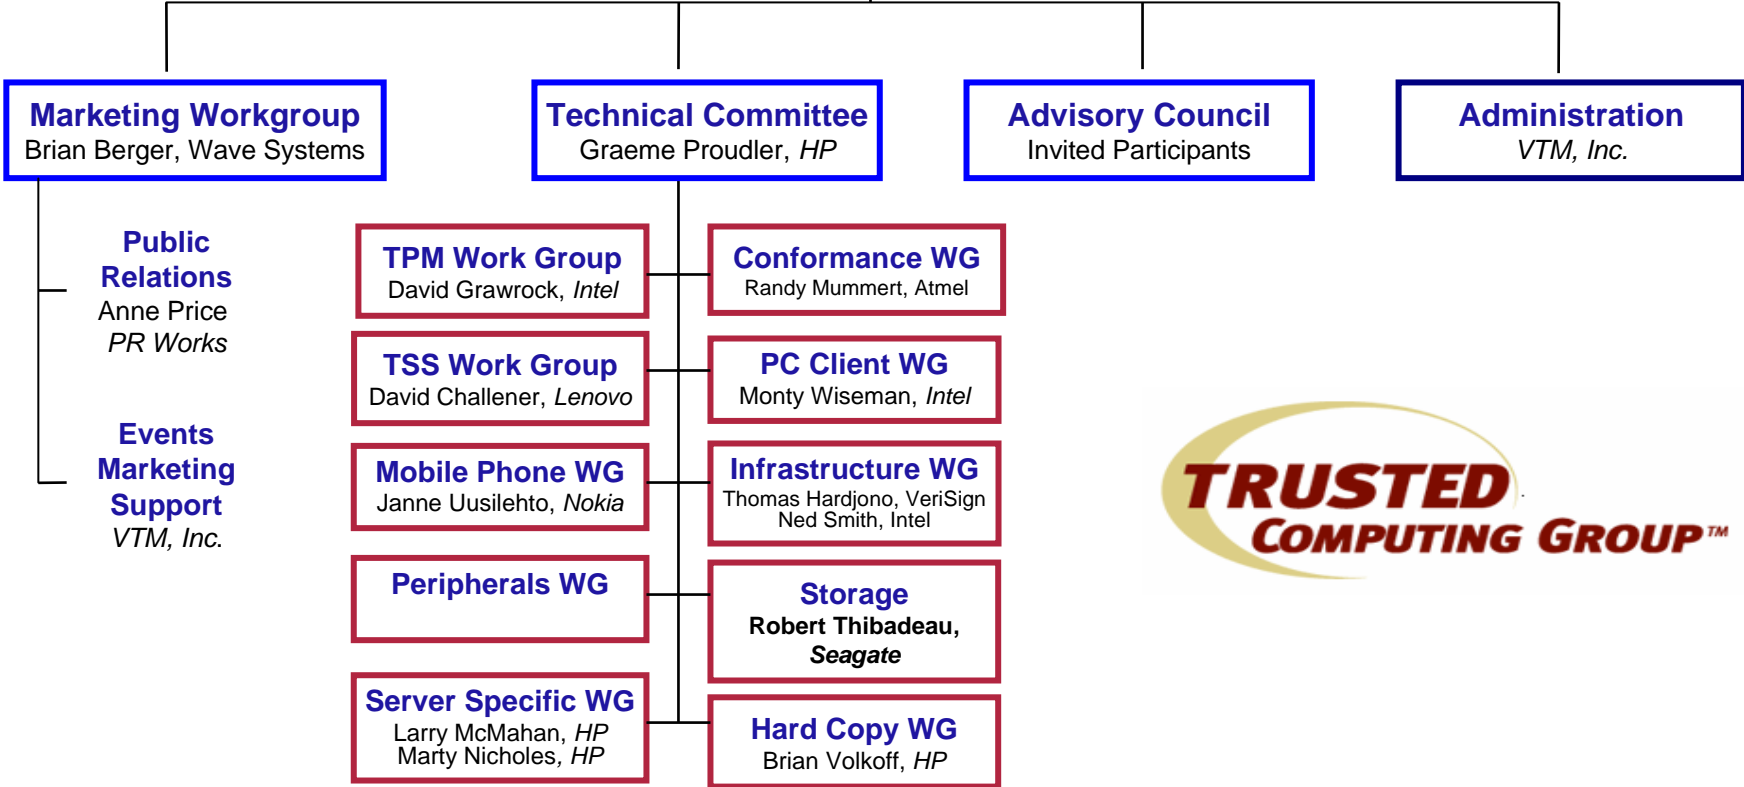 Marketing Workgroup
Brian Berger, Wave Systems
Technical Committee
Graeme Proudler, HP
Advisory Council
Invited Participants
Administration
VTM, Inc.
Public
Relations
Anne Price
PR Works
Events
Marketing
Support
VTM, Inc.
TPM Work Group
David Grawrock, Intel
Conformance WG
Randy Mummert, Atmel
TSS Work Group
David Challener, Lenovo
PC Client WG
Monty Wiseman, Intel
Mobile Phone WG
Janne Uusilehto, Nokia
Infrastructure WG
Thomas Hardjono, VeriSign
Ned Smith, Intel
Peripherals WG
Storage
Robert Thibadeau,
Seagate
Server Specific WG
Larry McMahan, HP
Marty Nicholes, HP
Hard Copy WG
Brian Volkoff, HP
TRUSTED
COMPUTING GROUP™